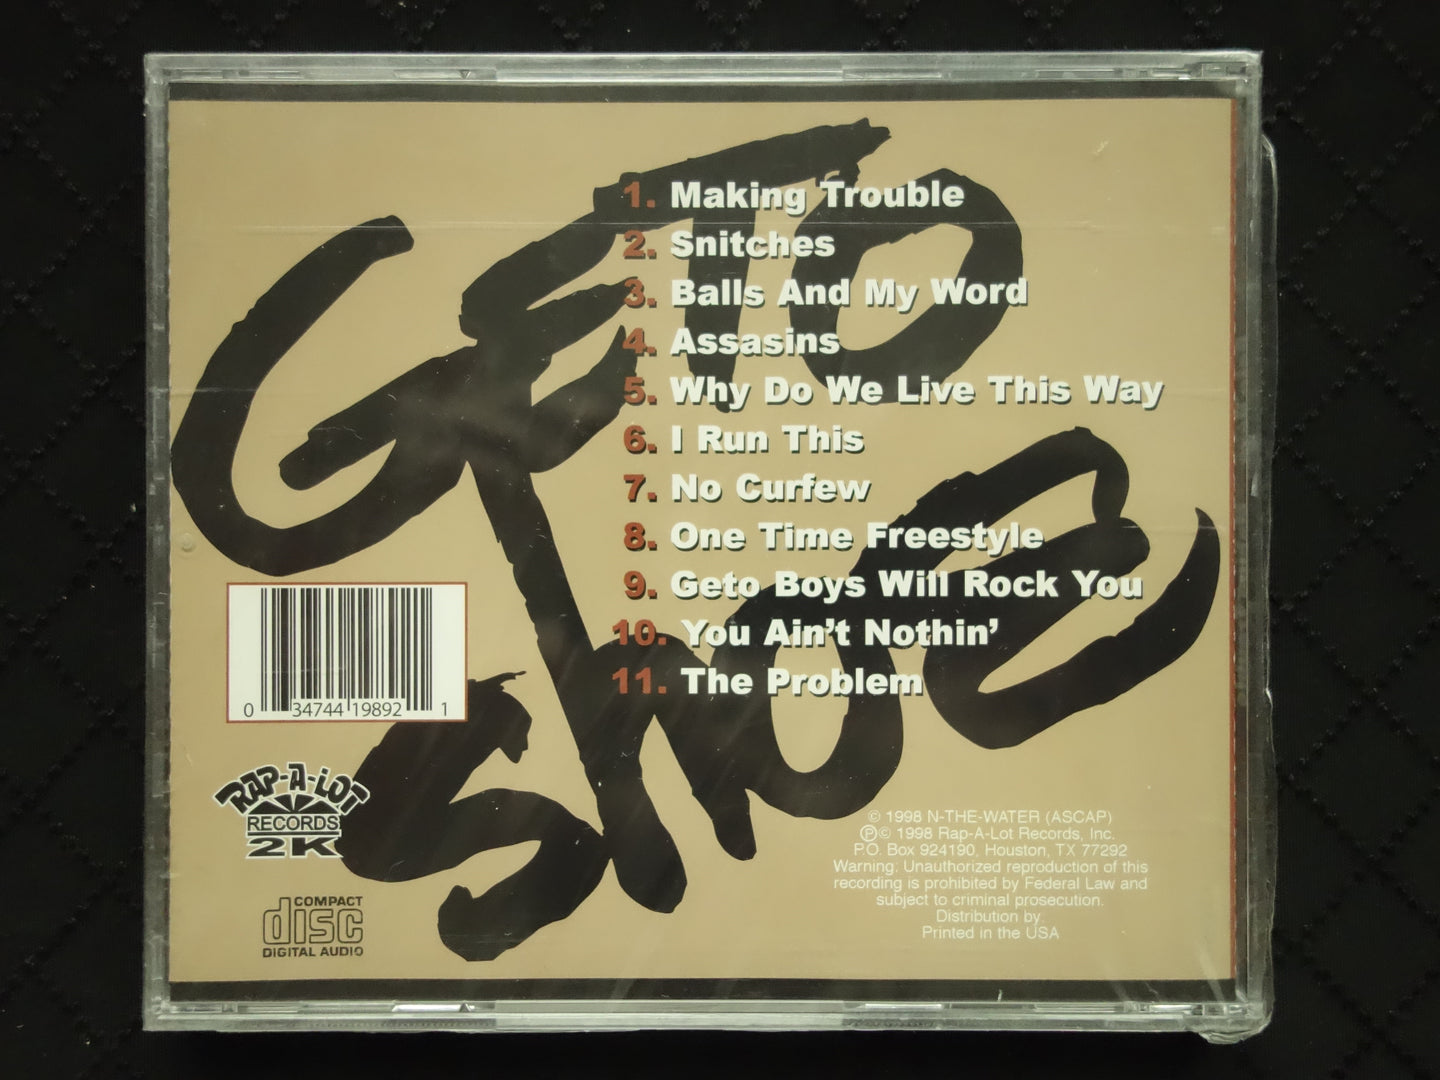 GETO
Shoe
1. Making Trouble
2. Snitches
3. Balls And My Word
4. Assasins
5. Why Do We Live This Way
6. I Run This
7. No Curfew
8. One Time Freestyle
9. Geto Boys Will Rock You
10. You Ain't Nothin'
11. The Problem
0 34744 19892 1
RAP-A-LOT
RECORDS
2K
COMPACT
disc
DIGITAL AUDIO
© 1998 N-THE-WATER (ASCAP)
℗© 1998 Rap-A-Lot Records, Inc.
P.O. Box 924190, Houston, TX 77292
Warning: Unauthorized reproduction of this
recording is prohibited by Federal Law and
subject to criminal prosecution.
Distribution by:
Printed in the USA